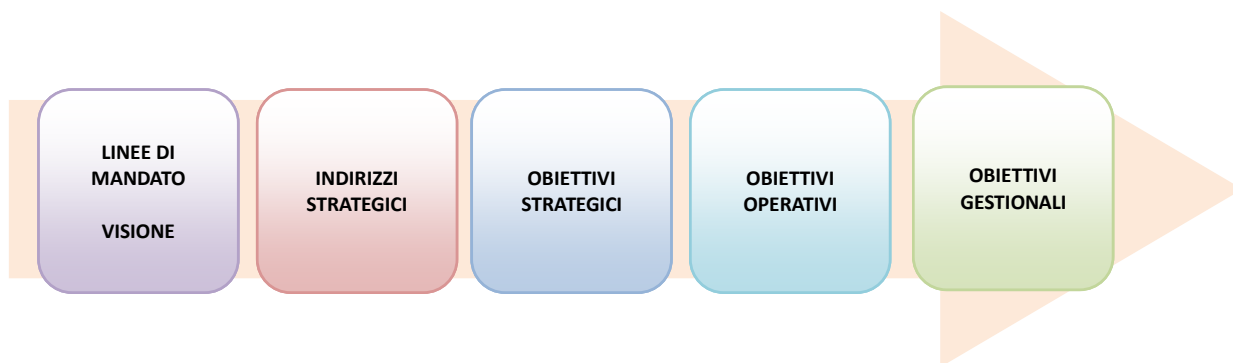 LINEE DI
MANDATO
VISIONE
INDIRIZZI
STRATEGICI
OBIETTIVI
STRATEGICI
OBIETTIVI
OPERATIVI
OBIETTIVI
GESTIONALI